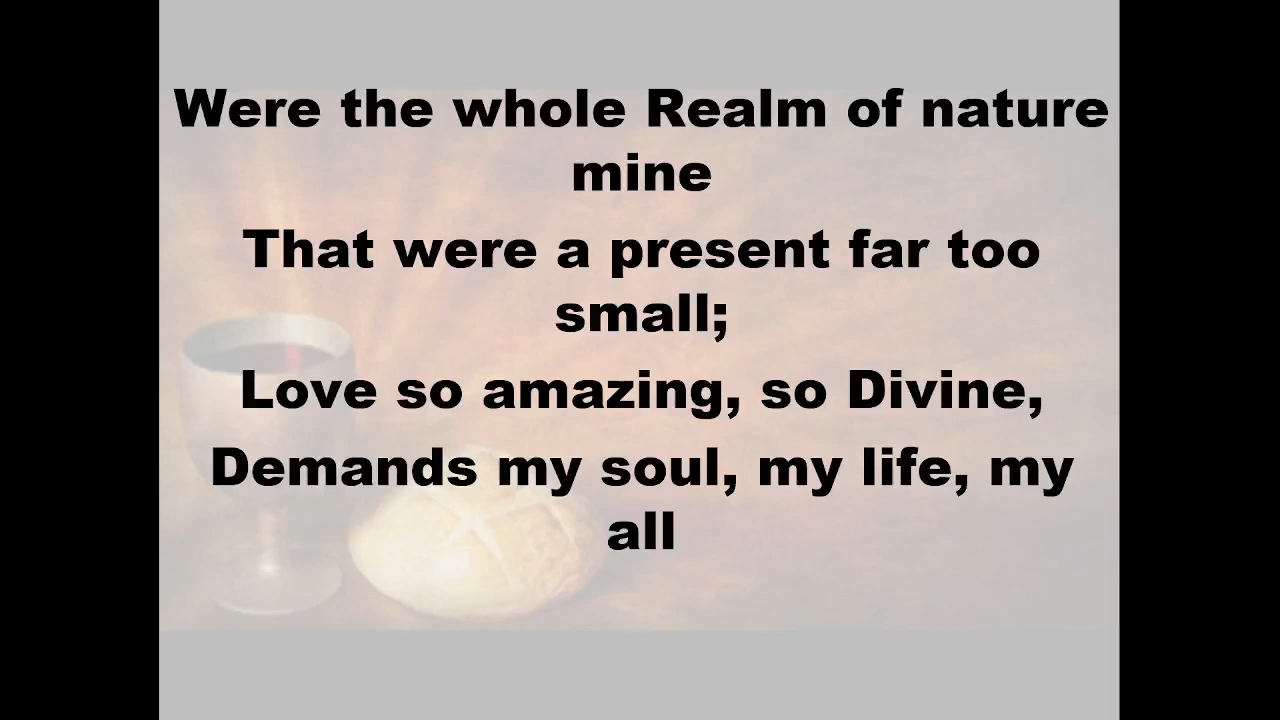 Were the whole Realm of nature
mine
That were a present far too
small;
Love so amazing, so Divine,
Demands my soul, my life, my
all